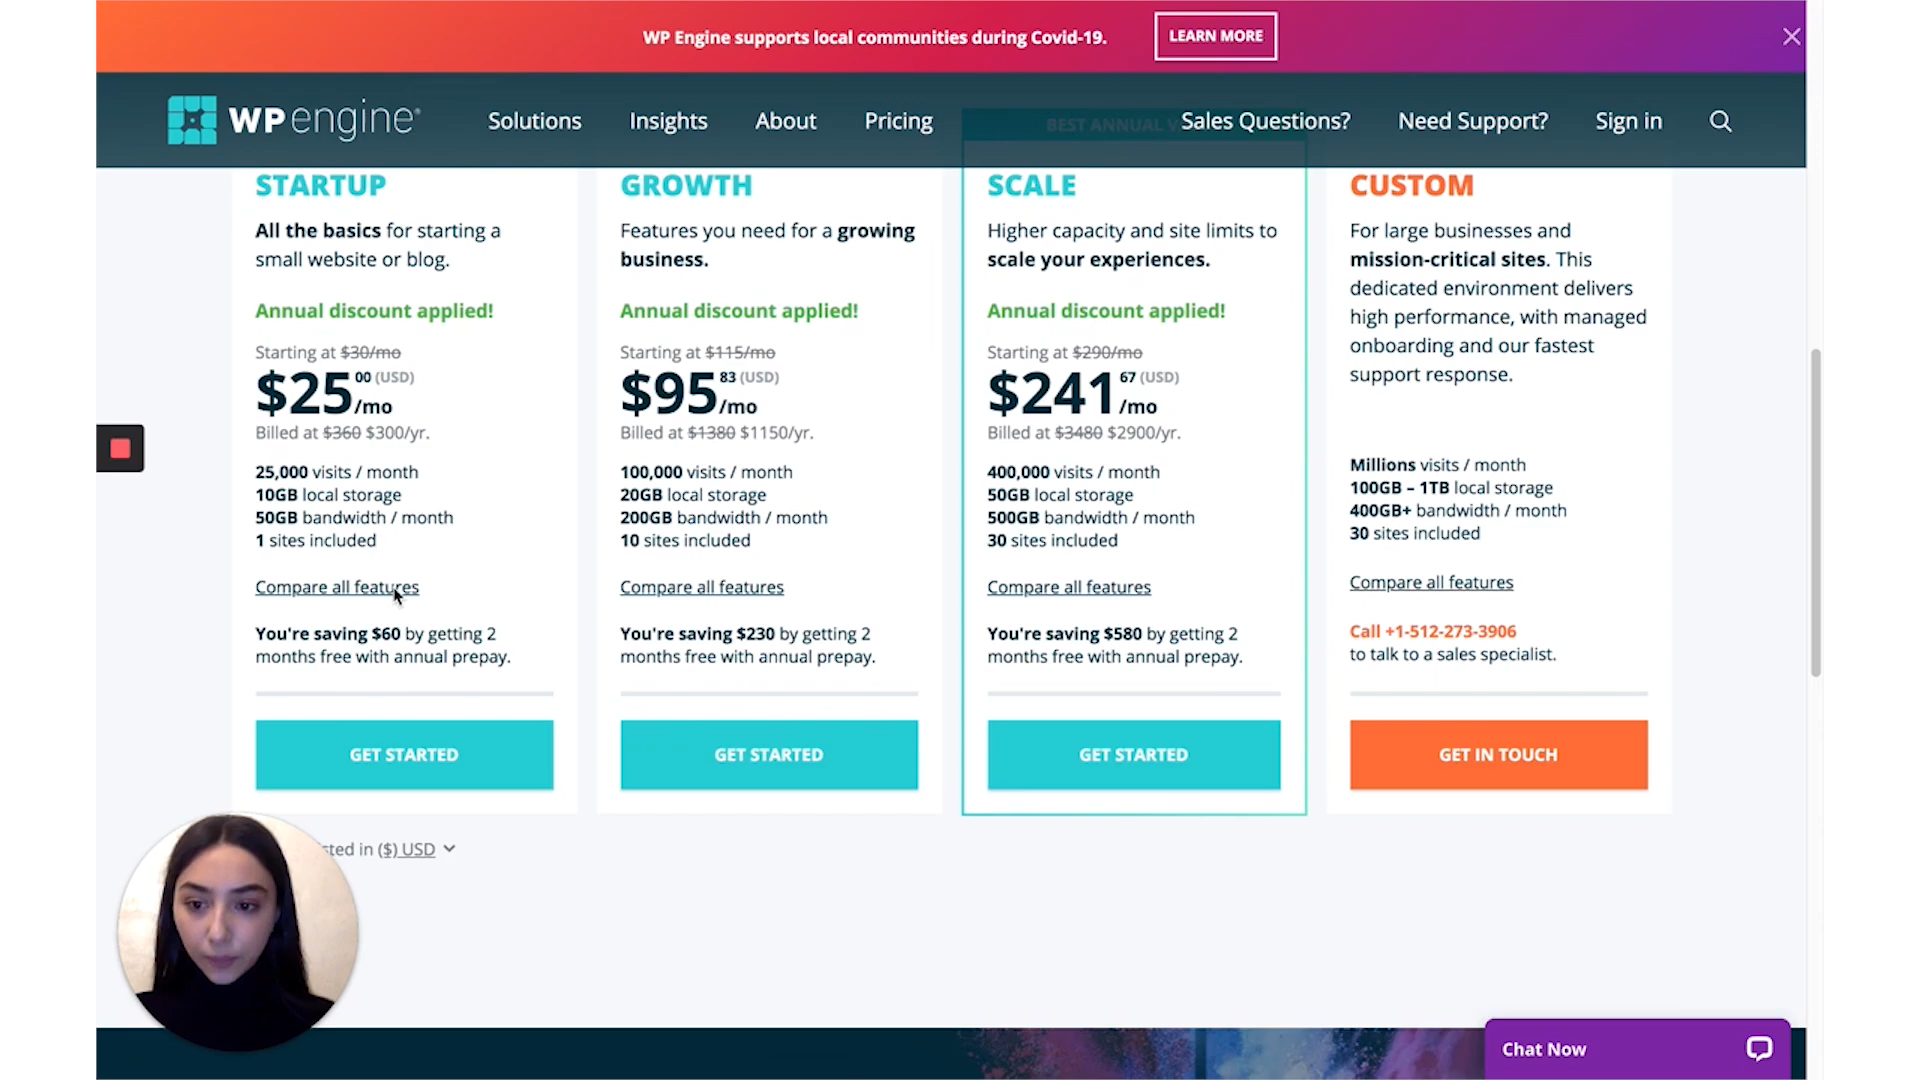 WP Engine supports local communities during Covid-19.
LEARN MORE
WPengine
Solutions
Insights
About
Pricing
BEST ANNUAL
Sales Questions?
Need Support?
Sign in
STARTUP
All the basics for starting a
small website or blog.
Annual discount applied!
Starting at $30/mo
$25 00 (USD)
/mo
Billed at $360 $300/yr.
25,000 visits / month
10GB local storage
50GB bandwidth / month
1 sites included
Compare all features
You're saving $60 by getting 2
months free with annual prepay.
GET STARTED
GROWTH
Features you need for a growing
business.
Annual discount applied!
Starting at $115/mo
$95 83 (USD)
/mo
Billed at $1380 $1150/yr.
100,000 visits / month
20GB local storage
200GB bandwidth / month
10 sites included
Compare all features
You're saving $230 by getting 2
months free with annual prepay.
GET STARTED
SCALE
Higher capacity and site limits to
scale your experiences.
Annual discount applied!
Starting at $290/mo
$241 67 (USD)
/mo
Billed at $3480 $2900/yr.
400,000 visits / month
50GB local storage
500GB bandwidth / month
30 sites included
Compare all features
You're saving $580 by getting 2
months free with annual prepay.
GET STARTED
CUSTOM
For large businesses and
mission-critical sites. This
dedicated environment delivers
high performance, with managed
onboarding and our fastest
support response.
Millions visits / month
100GB – 1TB local storage
400GB+ bandwidth / month
30 sites included
Compare all features
Call +1-512-273-3906
to talk to a sales specialist.
GET IN TOUCH
in ($) USD
Chat Now